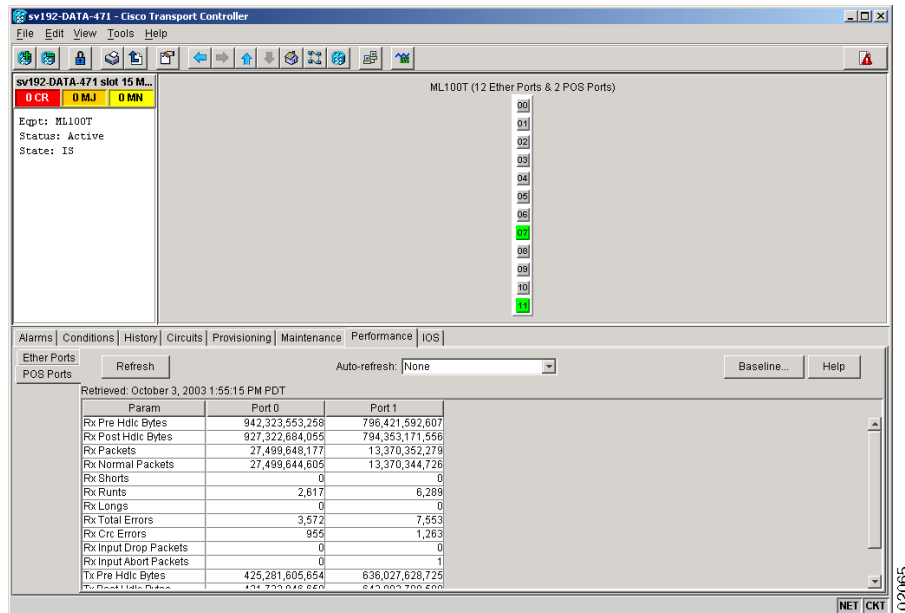 sv192-DATA-471 - Cisco Transport Controller
File Edit View Tools Help
sv192-DATA-471 slot 15 M...
0 CR 0 MJ 0 MN
Eqpt: ML100T
Status: Active
State: IS
ML100T (12 Ether Ports & 2 POS Ports)
00
01
02
03
04
05
06
07
08
09
10
11
Alarms Conditions History Circuits Provisioning Maintenance Performance IOS
Ether Ports
POS Ports
Refresh Auto-refresh: None Baseline... Help
Retrieved: October 3, 2003 1:55:15 PM PDT
Param Port 0 Port 1
Rx Pre Hdlc Bytes 942,323,553,258 796,421,592,607
Rx Post Hdlc Bytes 927,322,684,055 794,353,171,556
Rx Packets 27,499,648,177 13,370,352,279
Rx Normal Packets 27,499,644,605 13,370,344,726
Rx Shorts 0 0
Rx Runts 2,617 6,289
Rx Longs 0 0
Rx Total Errors 3,572 7,553
Rx Crc Errors 955 1,263
Rx Input Drop Packets 0 0
Rx Input Abort Packets 0 1
Tx Pre Hdlc Bytes 425,281,605,654 636,027,628,725
NET CKT